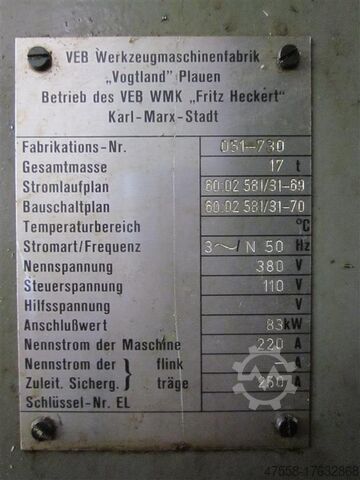 VEB Werkzeugmaschinenfabrik
„Vogtland” Plauen
Betrieb des VEB WMK „Fritz Heckert”
Karl-Marx-Stadt
Fabrikations-Nr. 051-730
Gesamtmasse 17 t
Stromlaufplan 60 02 581/31-69
Bauschaltplan 60 02 581/31-70
Temperaturbereich °C
Stromart/Frequenz 3~/N 50 Hz
Nennspannung 380 V
Steuerspannung 110 V
Hilfsspannung V
Anschlußwert 83 kW
Nennstrom der Maschine 220 A
Nennstrom der } flink A
Zuleit. Sicherg. } träge 260 A
Schlüssel-Nr. EL
47558-17632868